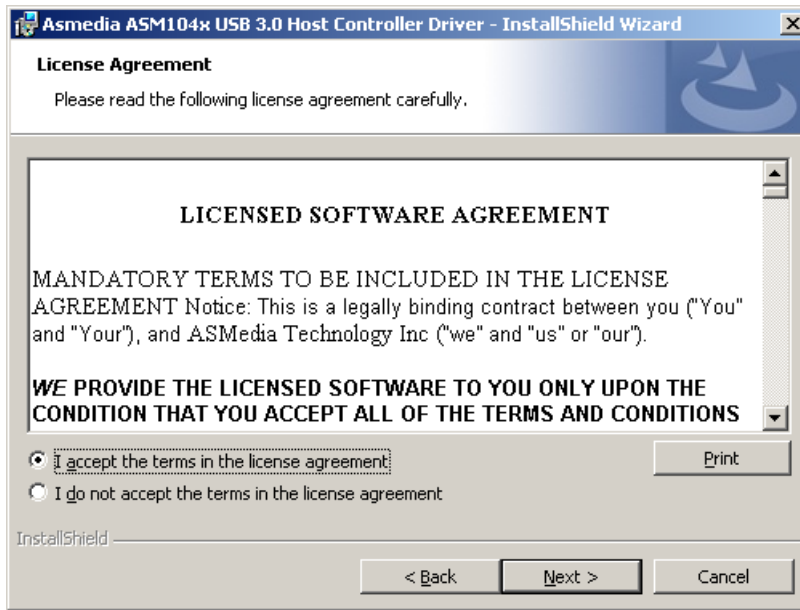 Asmedia ASM104x USB 3.0 Host Controller Driver - InstallShield Wizard
License Agreement
Please read the following license agreement carefully.
LICENSED SOFTWARE AGREEMENT
MANDATORY TERMS TO BE INCLUDED IN THE LICENSE
AGREEMENT Notice: This is a legally binding contract between you ("You"
and "Your"), and ASMedia Technology Inc ("we" and "us" or "our").
WE PROVIDE THE LICENSED SOFTWARE TO YOU ONLY UPON THE
CONDITION THAT YOU ACCEPT ALL OF THE TERMS AND CONDITIONS
I accept the terms in the license agreement
Print
I do not accept the terms in the license agreement
InstallShield
< Back
Next >
Cancel